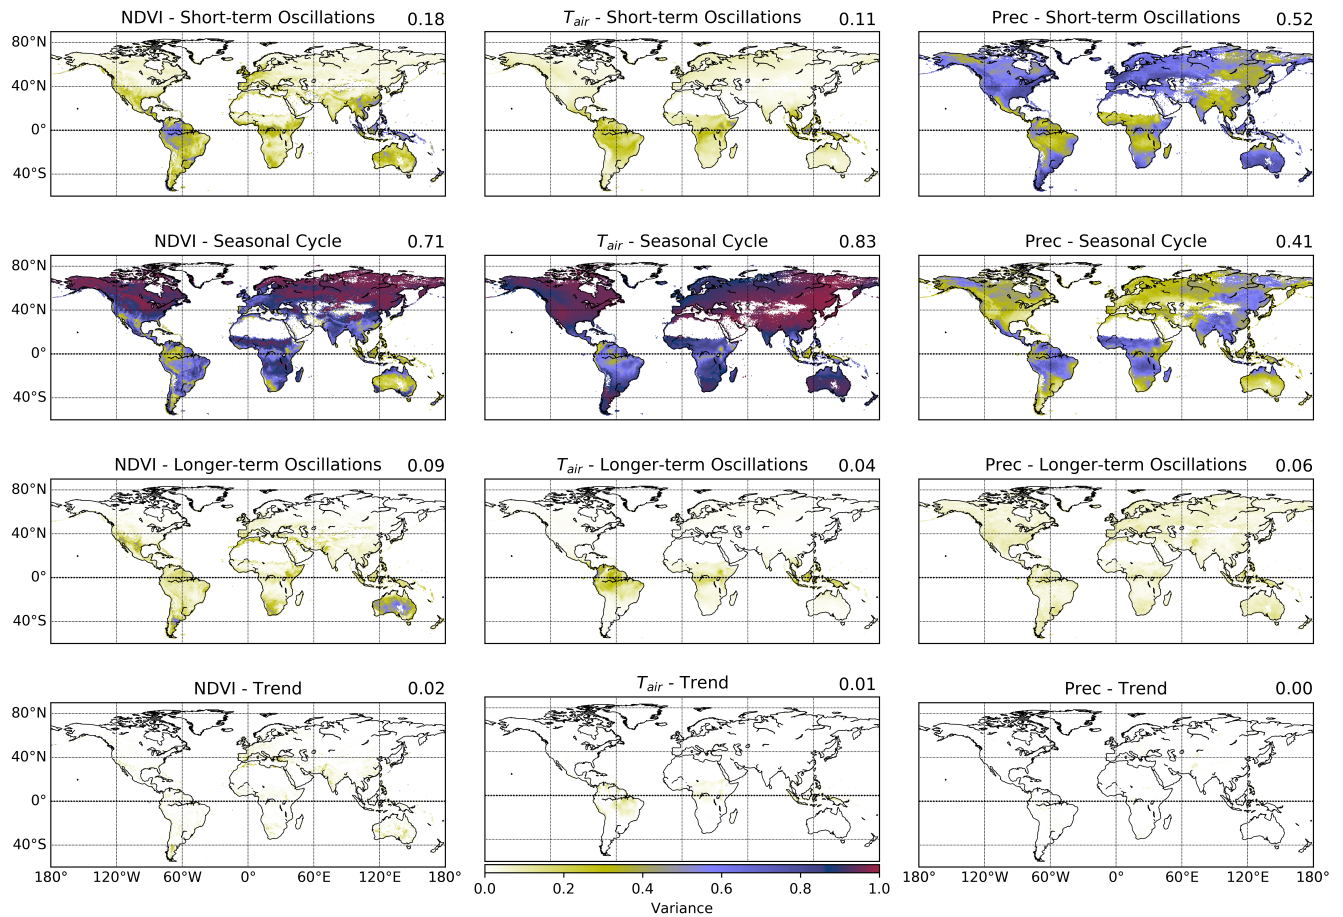 NDVI - Short-term Oscillations 0.18
T_air - Short-term Oscillations 0.11
Prec - Short-term Oscillations 0.52
80°N
40°N
0°
40°S
NDVI - Seasonal Cycle 0.71
T_air - Seasonal Cycle 0.83
Prec - Seasonal Cycle 0.41
80°N
40°N
0°
40°S
NDVI - Longer-term Oscillations 0.09
T_air - Longer-term Oscillations 0.04
Prec - Longer-term Oscillations 0.06
80°N
40°N
0°
40°S
NDVI - Trend 0.02
T_air - Trend 0.01
Prec - Trend 0.00
80°N
40°N
0°
40°S
180° 120°W 60°W 0° 60°E 120°E 180°
0.0 0.2 0.4 0.6 0.8 1.0
Variance
180° 120°W 60°W 0° 60°E 120°E 180°